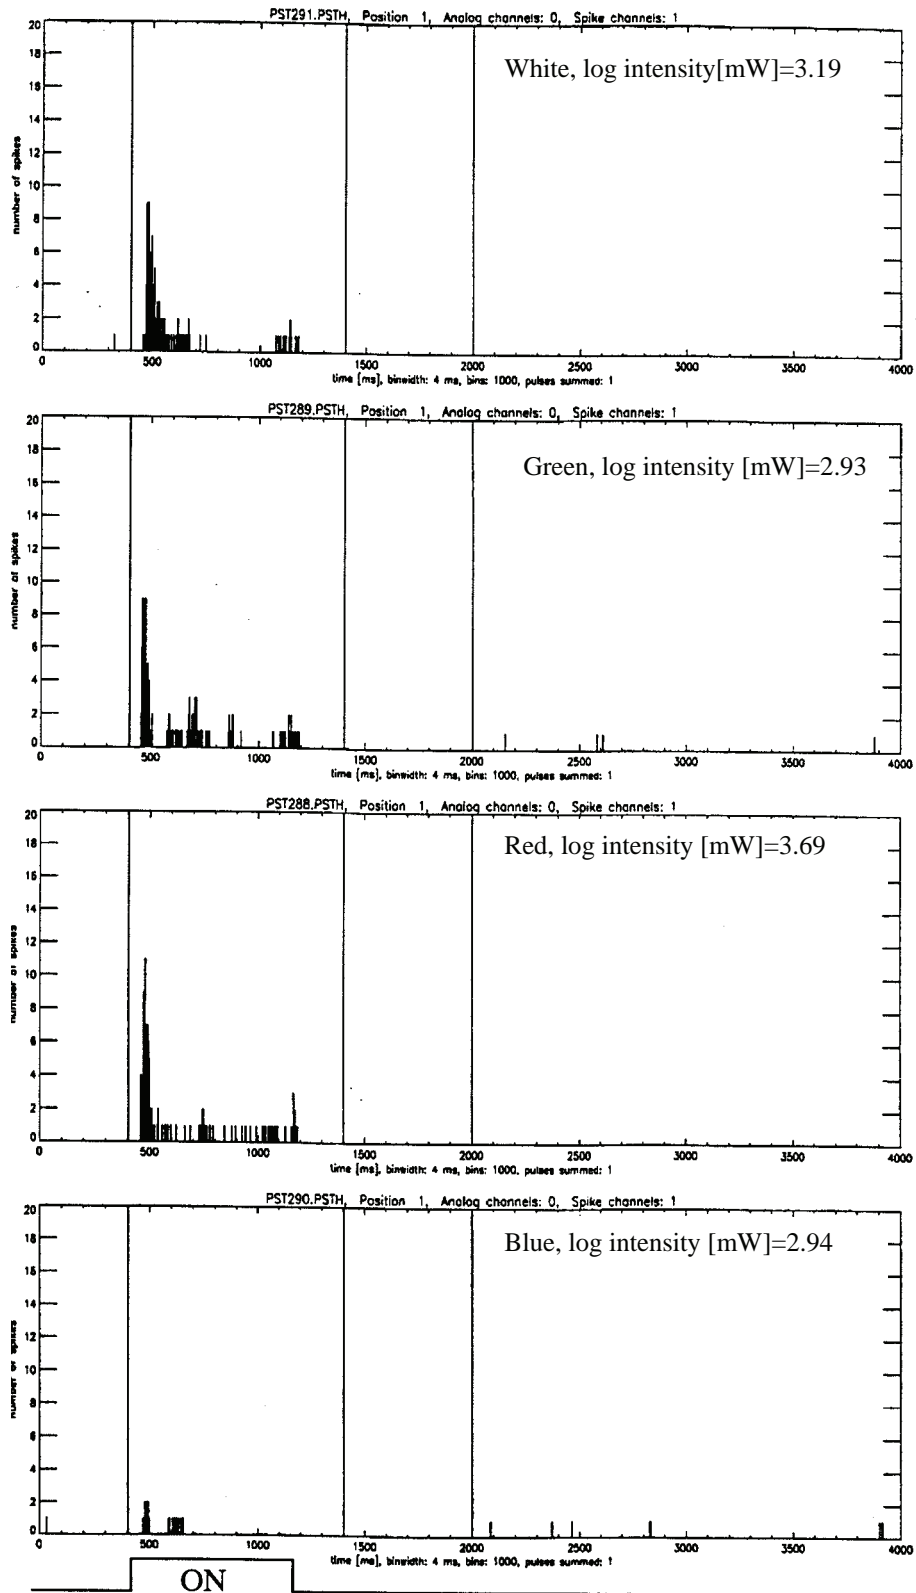 PST291.PSTH, Position 1, Analog channels: 0, Spike channels: 1
White, log intensity[mW]=3.19
number of spikes
20
18
16
14
12
10
8
6
4
2
0
0 500 1000 1500 2000 2500 3000 3500 4000
time [ms], binwidth: 4 ms, bins: 1000, pulses summed: 1
PST289.PSTH, Position 1, Analog channels: 0, Spike channels: 1
Green, log intensity [mW]=2.93
number of spikes
20
18
16
14
12
10
8
6
4
2
0
0 500 1000 1500 2000 2500 3000 3500 4000
time [ms], binwidth: 4 ms, bins: 1000, pulses summed: 1
PST288.PSTH, Position 1, Analog channels: 0, Spike channels: 1
Red, log intensity [mW]=3.69
number of spikes
20
18
16
14
12
10
8
6
4
2
0
0 500 1000 1500 2000 2500 3000 3500 4000
time [ms], binwidth: 4 ms, bins: 1000, pulses summed: 1
PST290.PSTH, Position 1, Analog channels: 0, Spike channels: 1
Blue, log intensity [mW]=2.94
number of spikes
20
18
16
14
12
10
8
6
4
2
0
0 500 1000 1500 2000 2500 3000 3500 4000
time [ms], binwidth: 4 ms, bins: 1000, pulses summed: 1
ON